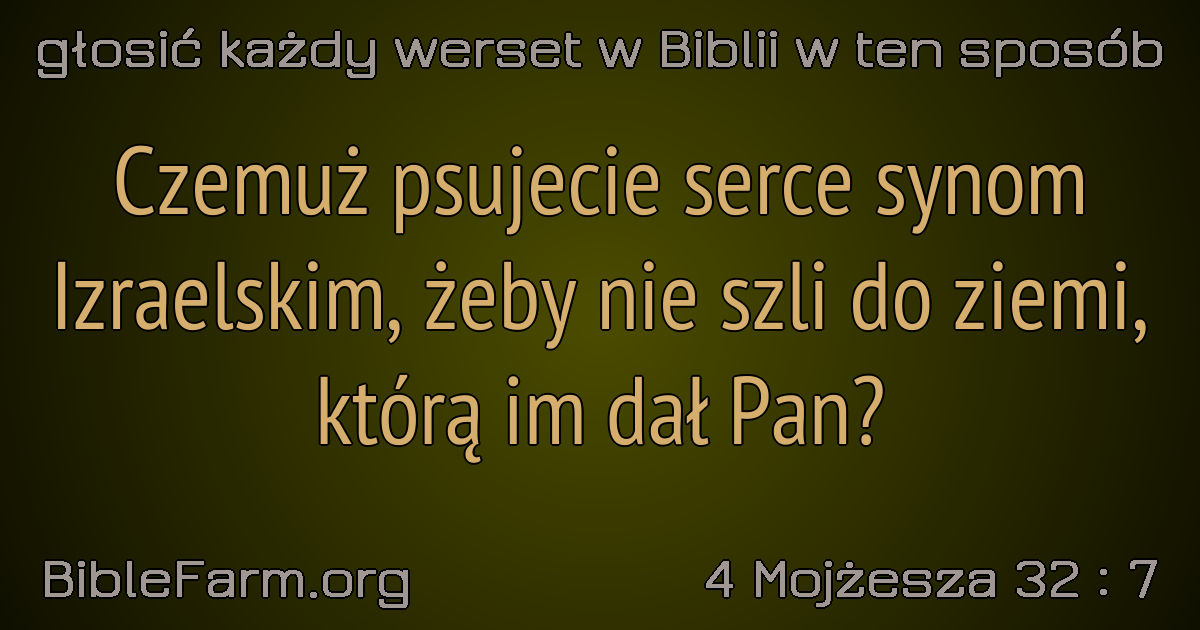 głosić każdy werset w Biblii w ten sposób
Czemuż psujecie serce synom
Izraelskim, żeby nie szli do ziemi,
którą im dał Pan?
BibleFarm.org
4 Mojżesza 32 : 7